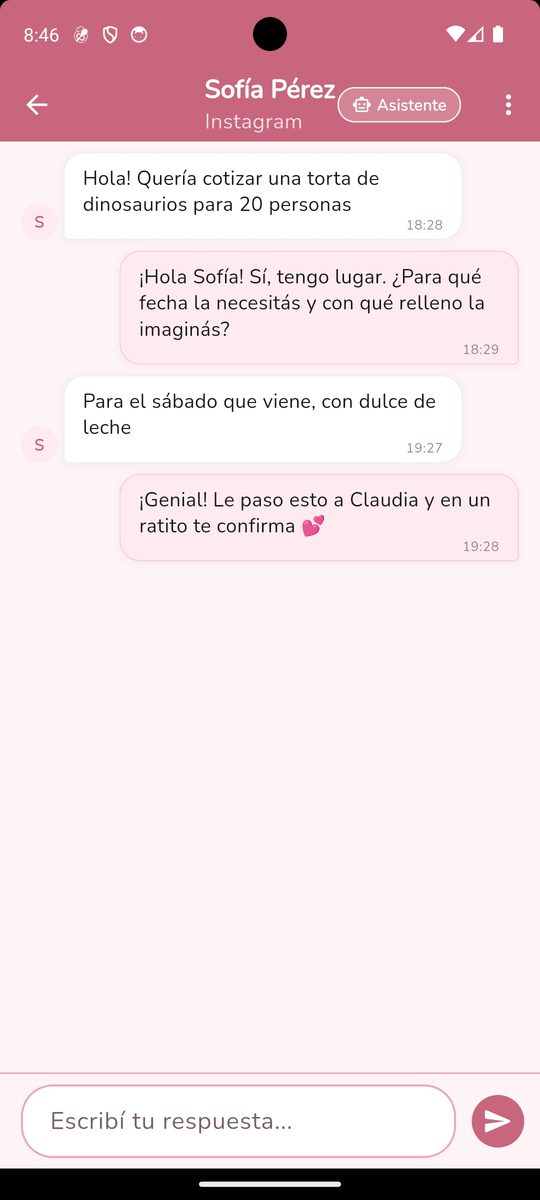 8:46
Sofía Pérez
Instagram
Asistente
Hola! Quería cotizar una torta de
dinosaurios para 20 personas
18:28
S
¡Hola Sofía! Sí, tengo lugar. ¿Para qué
fecha la necesitás y con qué relleno la
imaginás?
18:29
Para el sábado que viene, con dulce de
leche
19:27
S
¡Genial! Le paso esto a Claudia y en un
ratito te confirma 💕
19:28
Escribí tu respuesta...